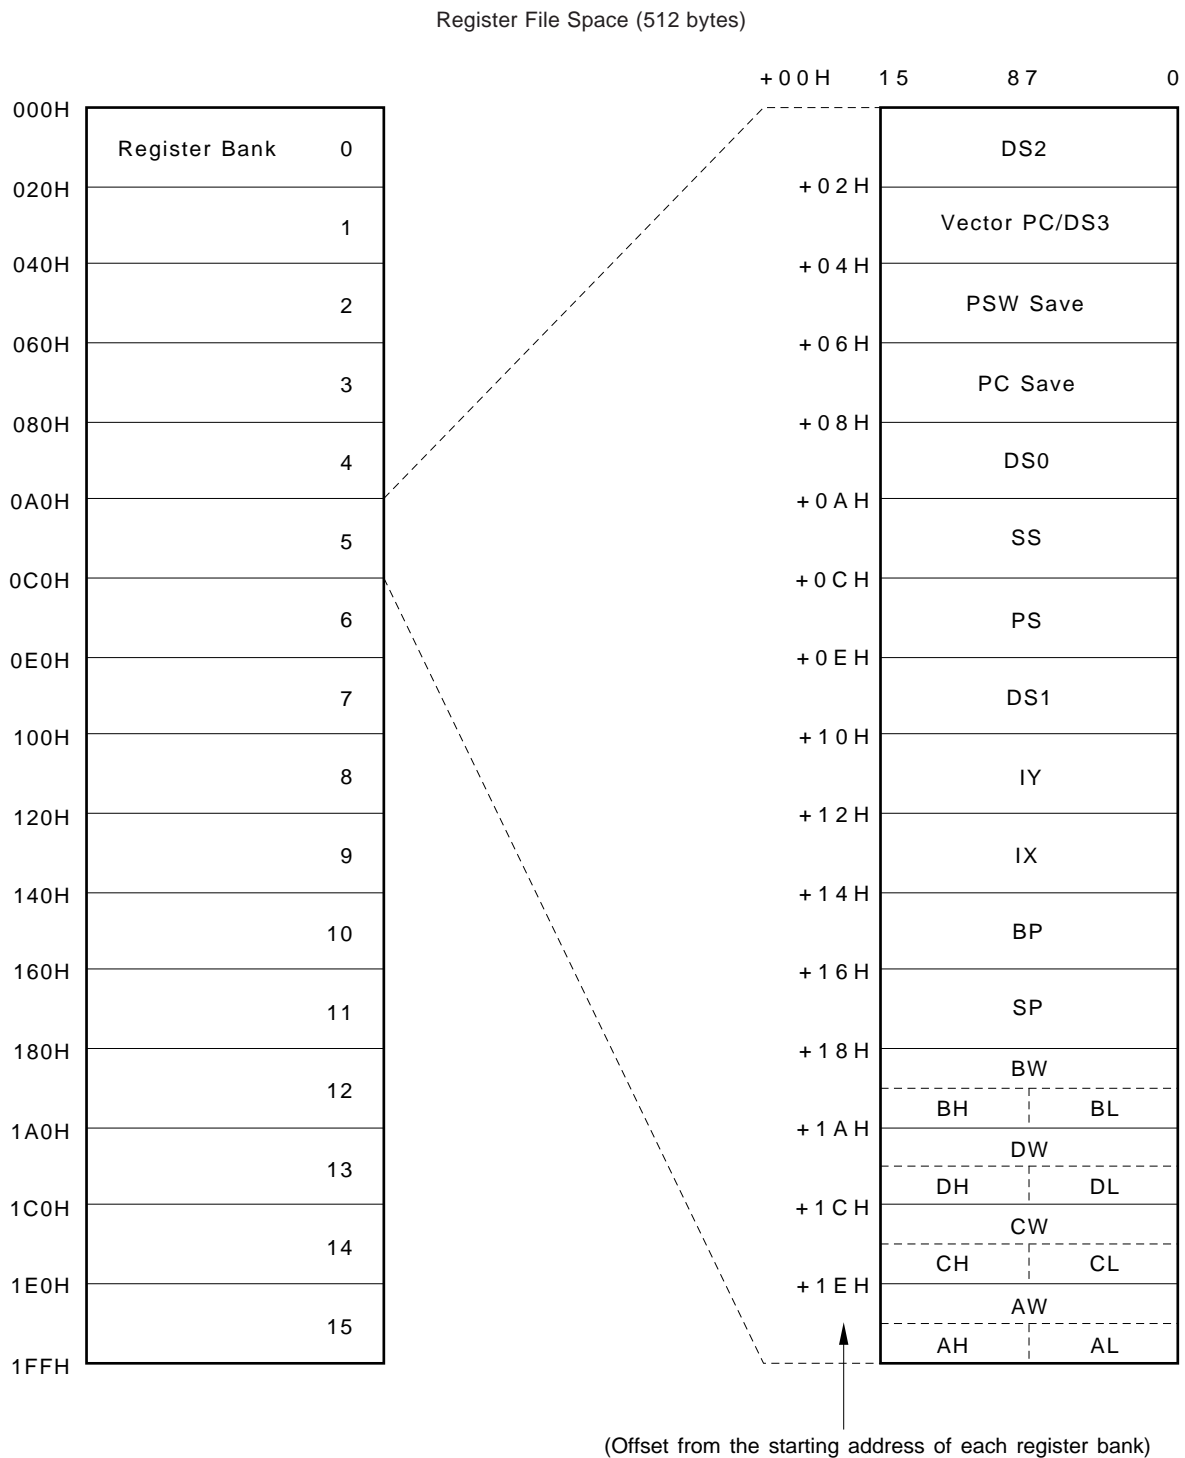 Register File Space (512 bytes)
+00H 15 87 0
000H
Register Bank 0
020H
1
040H
2
060H
3
080H
4
0A0H
5
0C0H
6
0E0H
7
100H
8
120H
9
140H
10
160H
11
180H
12
1A0H
13
1C0H
14
1E0H
15
1FFH
DS2
+02H
Vector PC/DS3
+04H
PSW Save
+06H
PC Save
+08H
DS0
+0AH
SS
+0CH
PS
+0EH
DS1
+10H
IY
+12H
IX
+14H
BP
+16H
SP
+18H
BW
BH BL
+1AH
DW
DH DL
+1CH
CW
CH CL
+1EH
AW
AH AL
(Offset from the starting address of each register bank)